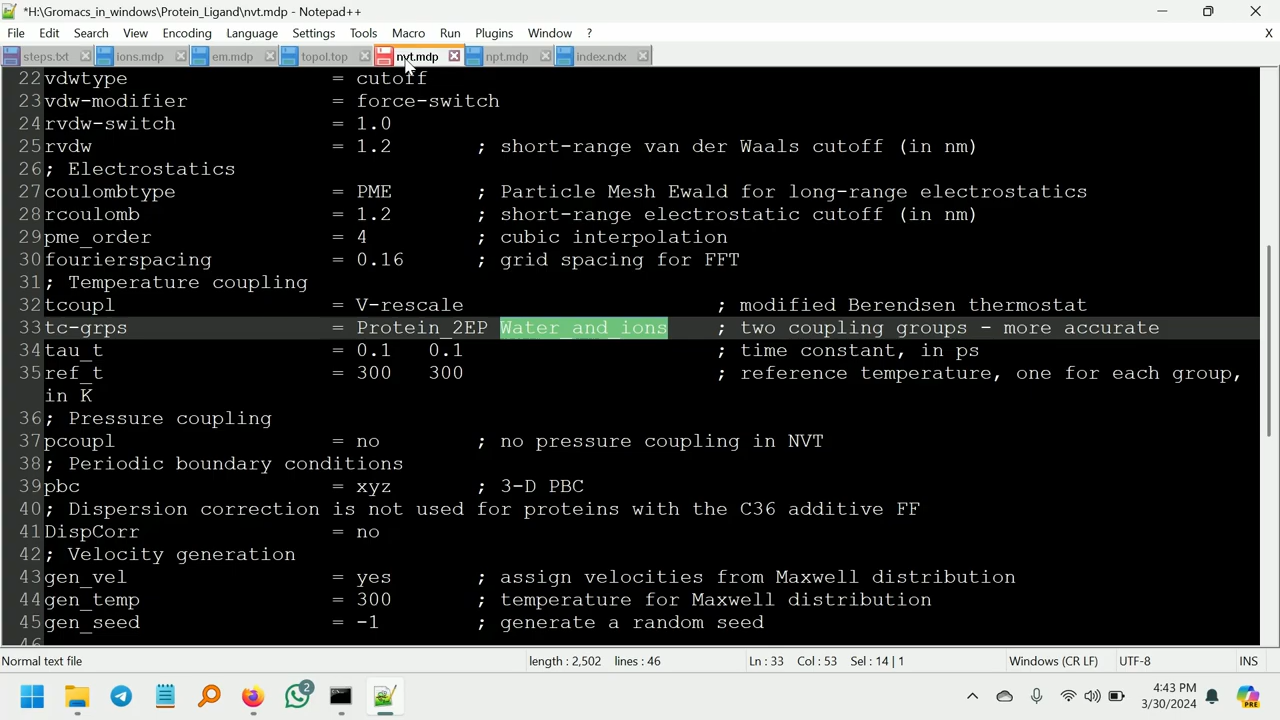 *H:\Gromacs_in_windows\Protein_Ligand\nvt.mdp - Notepad++
File Edit Search View Encoding Language Settings Tools Macro Run Plugins Window ? X
steps.txt ions.mdp em.mdp topol.top nvt.mdp npt.mdp index.ndx
22 vdwtype = cutoff
23 vdw-modifier = force-switch
24 rvdw-switch = 1.0
25 rvdw = 1.2 ; short-range van der Waals cutoff (in nm)
26 ; Electrostatics
27 coulombtype = PME ; Particle Mesh Ewald for long-range electrostatics
28 rcoulomb = 1.2 ; short-range electrostatic cutoff (in nm)
29 pme_order = 4 ; cubic interpolation
30 fourierspacing = 0.16 ; grid spacing for FFT
31 ; Temperature coupling
32 tcoupl = V-rescale ; modified Berendsen thermostat
33 tc-grps = Protein_2EP Water_and_ions ; two coupling groups - more accurate
34 tau_t = 0.1 0.1 ; time constant, in ps
35 ref_t = 300 300 ; reference temperature, one for each group,
in K
36 ; Pressure coupling
37 pcoupl = no ; no pressure coupling in NVT
38 ; Periodic boundary conditions
39 pbc = xyz ; 3-D PBC
40 ; Dispersion correction is not used for proteins with the C36 additive FF
41 DispCorr = no
42 ; Velocity generation
43 gen_vel = yes ; assign velocities from Maxwell distribution
44 gen_temp = 300 ; temperature for Maxwell distribution
45 gen_seed = -1 ; generate a random seed
46
Normal text file length : 2,502 lines : 46 Ln : 33 Col : 53 Sel : 14 | 1 Windows (CR LF) UTF-8 INS
2
4:43 PM
3/30/2024
PRE